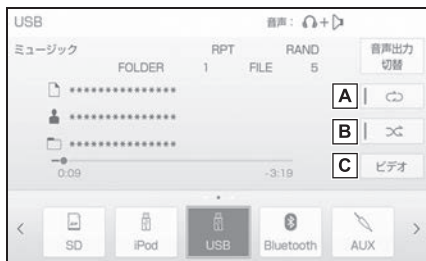 USB 音声：
ミュージック RPT RAND 音声出力切替
FOLDER 1 FILE 5
***************
A
***************
B
***************
C ビデオ
0:09 -3:19
SD iPod USB Bluetooth AUX